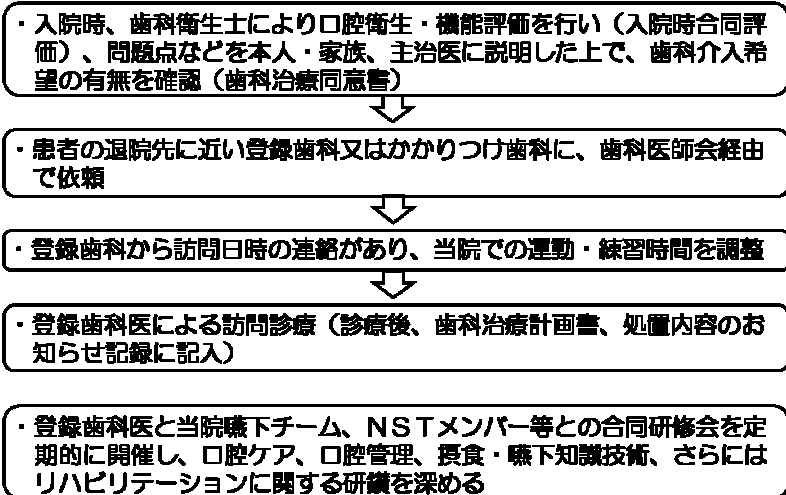 ・入院時、歯科衛生士により口腔衛生・機能評価を行い（入院時合同評
価）、問題点などを本人・家族、主治医に説明した上で、歯科介入希
望の有無を確認（歯科治療同意書）
・患者の退院先に近い登録歯科又はかかりつけ歯科に、歯科医師会経由
で依頼
・登録歯科から訪問日時の連絡があり、当院での運動・練習時間を調整
・登録歯科医による訪問診療（診療後、歯科治療計画書、処置内容のお
知らせ記録に記入）
・登録歯科医と当院嚥下チーム、ＮＳＴメンバー等との合同研修会を定
期的に開催し、口腔ケア、口腔管理、摂食・嚥下知識技術、さらには
リハビリテーションに関する研鑽を深める